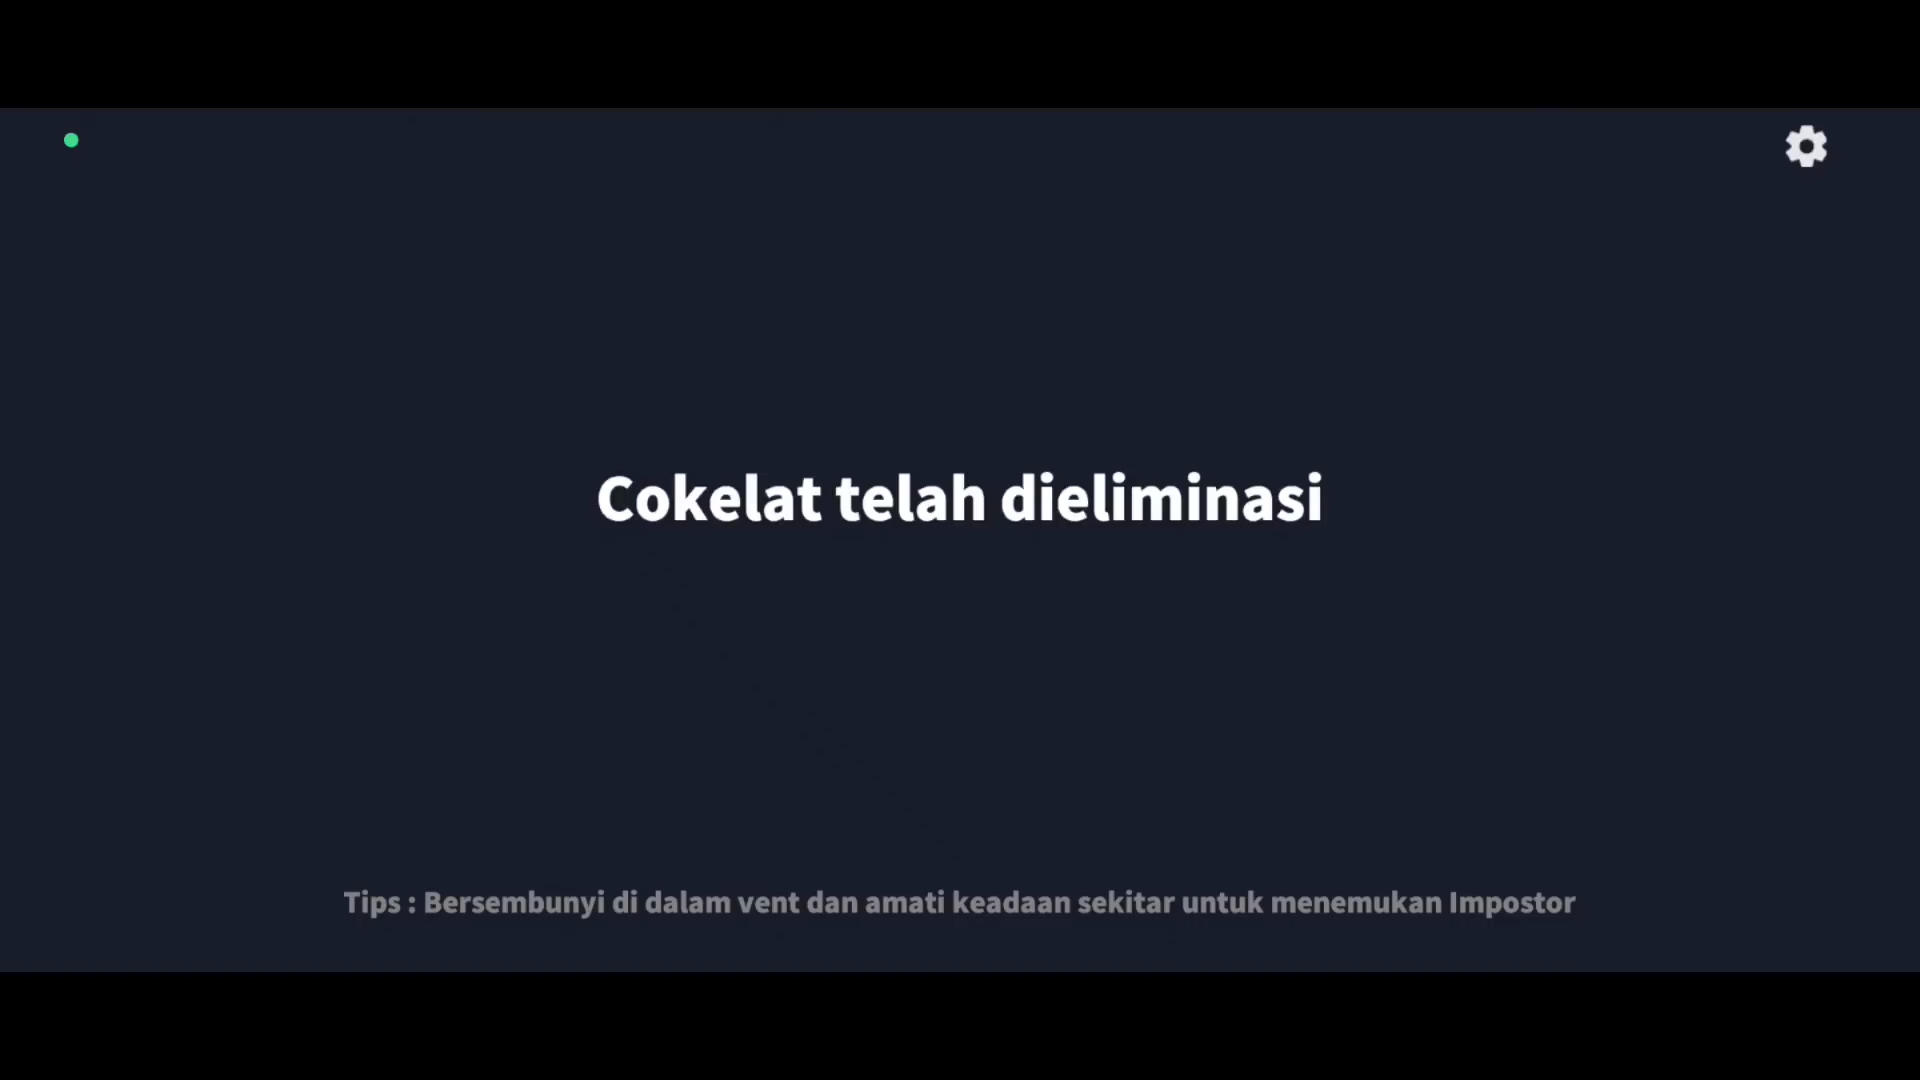 Cokelat telah dieliminasi
Tips : Bersembunyi di dalam vent dan amati keadaan sekitar untuk menemukan Impostor